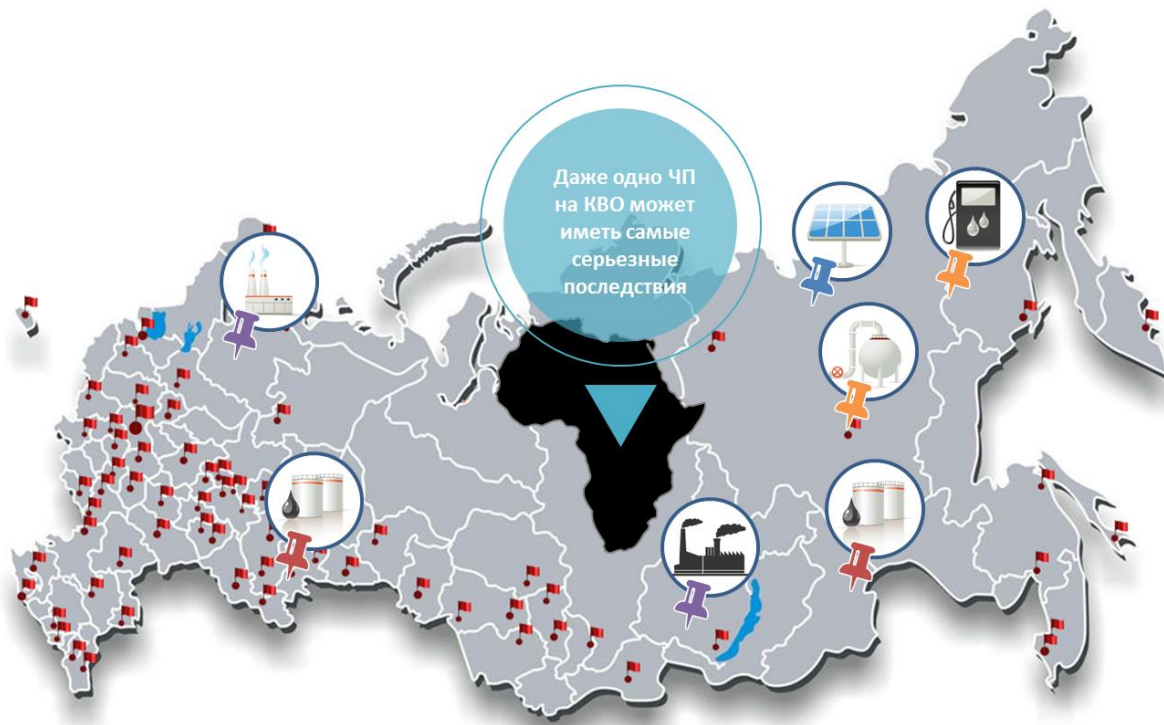 Даже одно ЧП
на КВО может
иметь самые
серьезные
последствия